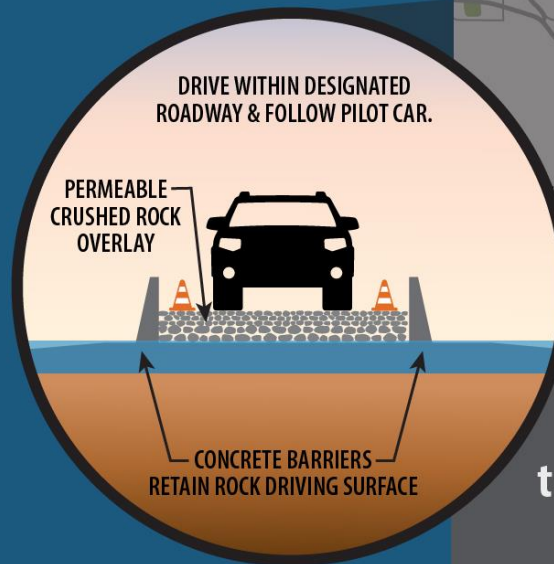 DRIVE WITHIN DESIGNATED
ROADWAY & FOLLOW PILOT CAR.
PERMEABLE
CRUSHED ROCK
OVERLAY
CONCRETE BARRIERS
RETAIN ROCK DRIVING SURFACE
t